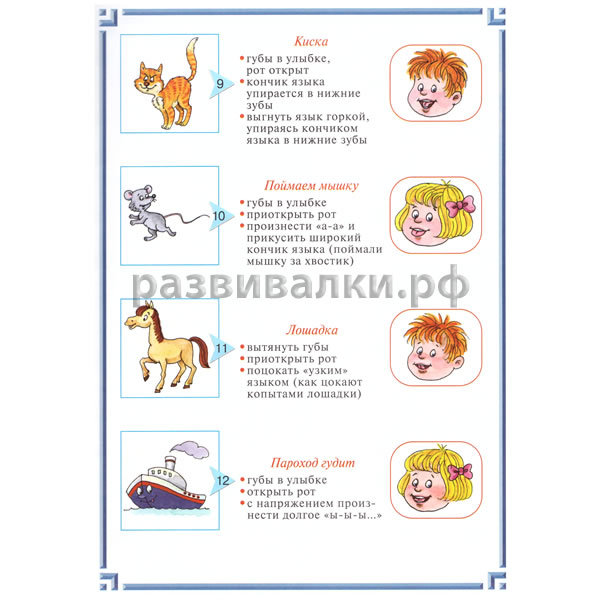 Киска
9
• губы в улыбке,
рот открыт
• кончик языка
упирается в нижние
зубы
• выгнуть язык горкой,
упираясь кончиком
языка в нижние зубы
Поймаем мышку
10
• губы в улыбке
• приоткрыть рот
• произнести «а-а» и
прикусить широкий
кончик языка (поймали
мышку за хвостик)
развивалки.рф
Лошадка
11
• вытянуть губы
• приоткрыть рот
• поцокать «узким»
языком (как цокают
копытами лошадки)
Пароход гудит
12
• губы в улыбке
• открыть рот
• с напряжением произ-
нести долгое «ы-ы-ы...»